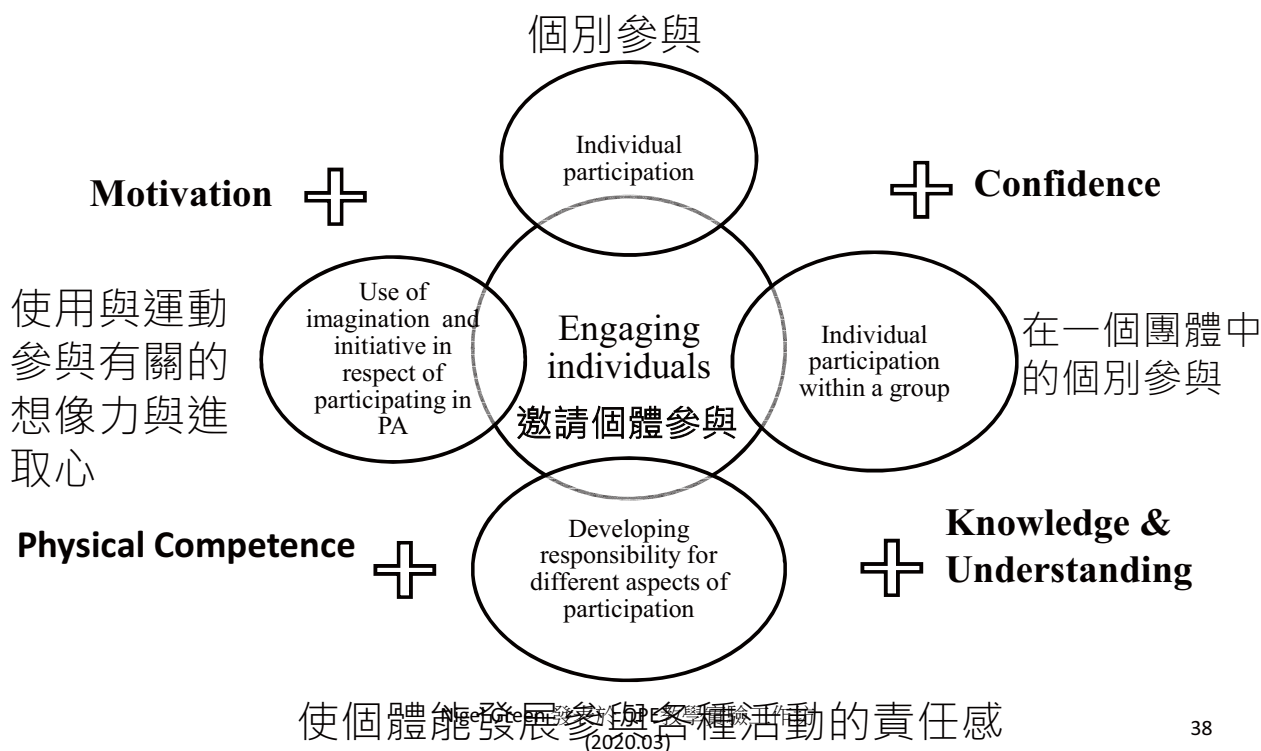 個別參與
Individual
participation
Motivation
Confidence
使用與運動
參與有關的
想像力與進
取心
Use of
imagination and
initiative in
respect of
participating in
PA
Engaging
individuals
邀請個體參與
Individual
participation
within a group
在一個團體中
的個別參與
Physical Competence
Developing
responsibility for
different aspects of
participation
Knowledge &
Understanding
使個體能發展參與各種活動的責任感
Nigel Green
(2020.03)
38